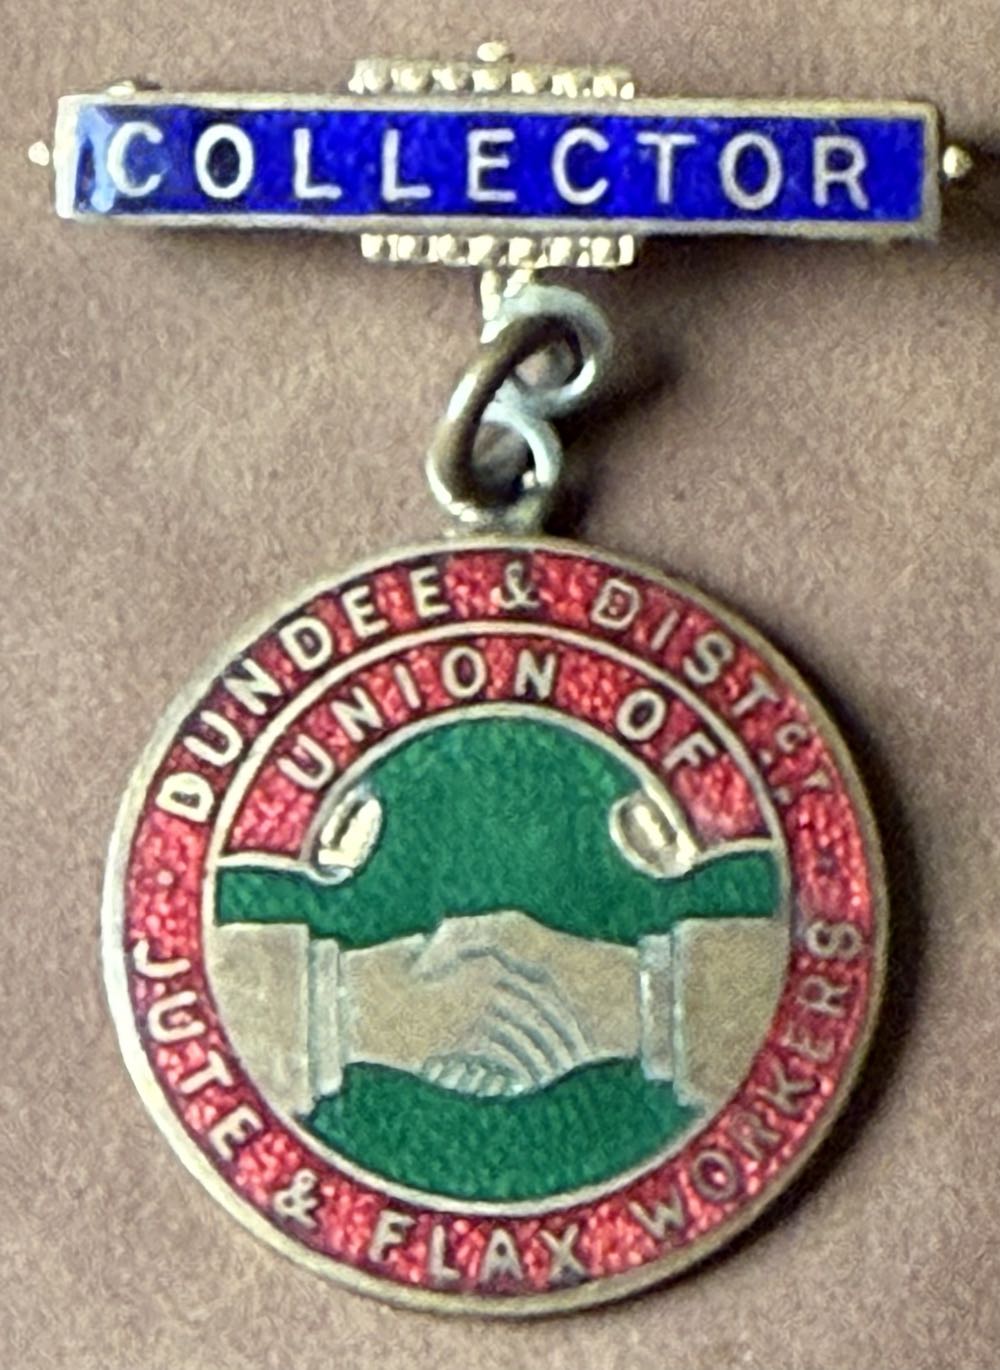 COLLECTOR
DUNDEE & DISTCT
UNION OF
JUTE & FLAX WORKERS